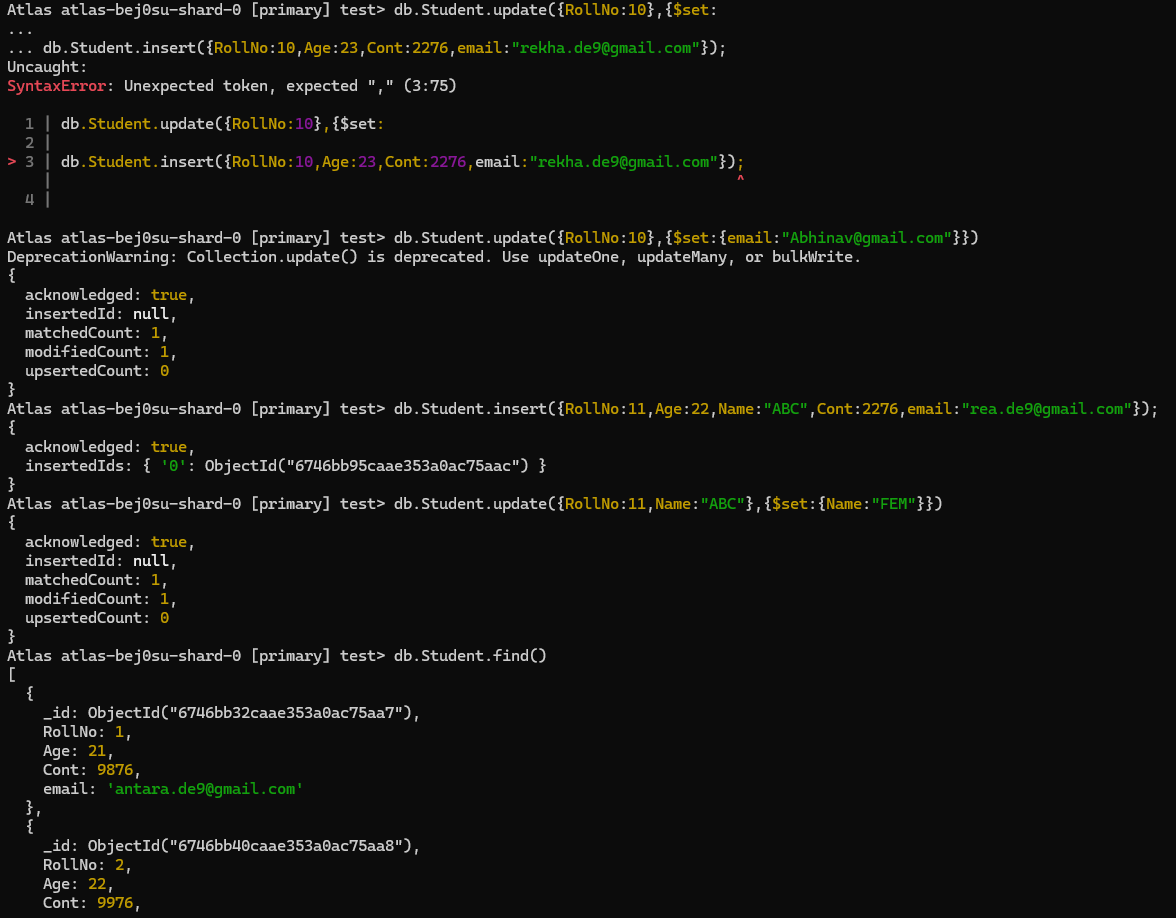 Atlas atlas-bej0su-shard-0 [primary] test> db.Student.update({RollNo:10},{$set:
...
... db.Student.insert({RollNo:10,Age:23,Cont:2276,email:"rekha.de9@gmail.com"});
Uncaught:
SyntaxError: Unexpected token, expected "," (3:75)

  1 | db.Student.update({RollNo:10},{$set:
  2 |
> 3 | db.Student.insert({RollNo:10,Age:23,Cont:2276,email:"rekha.de9@gmail.com"});
    |                                                                            ^
  4 |

Atlas atlas-bej0su-shard-0 [primary] test> db.Student.update({RollNo:10},{$set:{email:"Abhinav@gmail.com"}})
DeprecationWarning: Collection.update() is deprecated. Use updateOne, updateMany, or bulkWrite.
{
  acknowledged: true,
  insertedId: null,
  matchedCount: 1,
  modifiedCount: 1,
  upsertedCount: 0
}
Atlas atlas-bej0su-shard-0 [primary] test> db.Student.insert({RollNo:11,Age:22,Name:"ABC",Cont:2276,email:"rea.de9@gmail.com"});
{
  acknowledged: true,
  insertedIds: { '0': ObjectId("6746bb95caae353a0ac75aac") }
}
Atlas atlas-bej0su-shard-0 [primary] test> db.Student.update({RollNo:11,Name:"ABC"},{$set:{Name:"FEM"}})
{
  acknowledged: true,
  insertedId: null,
  matchedCount: 1,
  modifiedCount: 1,
  upsertedCount: 0
}
Atlas atlas-bej0su-shard-0 [primary] test> db.Student.find()
[
  {
    _id: ObjectId("6746bb32caae353a0ac75aa7"),
    RollNo: 1,
    Age: 21,
    Cont: 9876,
    email: 'antara.de9@gmail.com'
  },
  {
    _id: ObjectId("6746bb40caae353a0ac75aa8"),
    RollNo: 2,
    Age: 22,
    Cont: 9976,